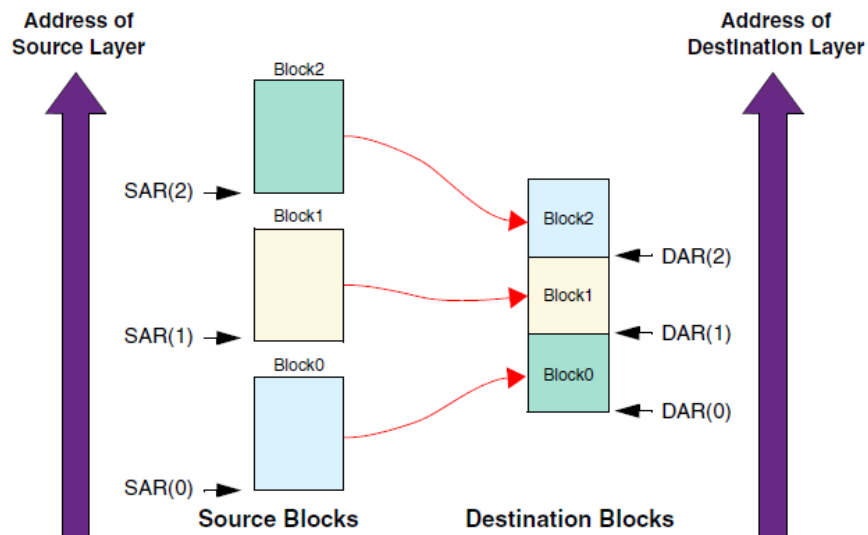 Address of
Source Layer
Address of
Destination Layer
Block2
SAR(2)
Block1
SAR(1)
Block0
SAR(0)
Block2
DAR(2)
Block1
DAR(1)
Block0
DAR(0)
Source Blocks
Destination Blocks